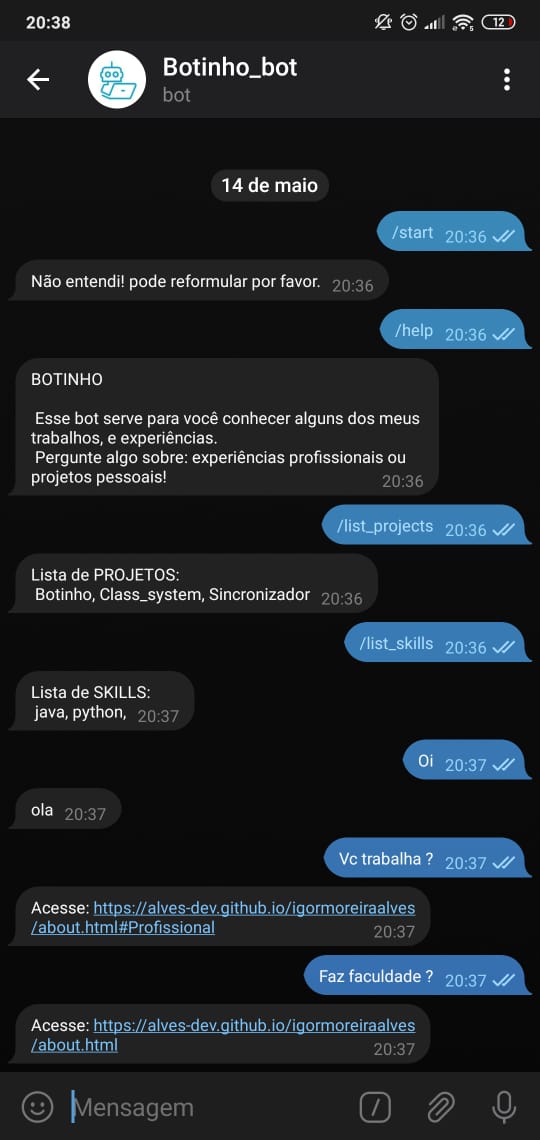 20:38
12
Botinho_bot
bot
14 de maio
/start 20:36
Não entendi! pode reformular por favor. 20:36
/help 20:36
BOTINHO
Esse bot serve para você conhecer alguns dos meus
trabalhos, e experiências.
Pergunte algo sobre: experiências profissionais ou
projetos pessoais! 20:36
/list_projects 20:36
Lista de PROJETOS:
Botinho, Class_system, Sincronizador 20:36
/list_skills 20:36
Lista de SKILLS:
java, python, 20:37
Oi 20:37
ola 20:37
Vc trabalha ? 20:37
Acesse: https://alves-dev.github.io/igormoreiraalves
/about.html#Profissional 20:37
Faz faculdade ? 20:37
Acesse: https://alves-dev.github.io/igormoreiraalves
/about.html 20:37
Mensagem